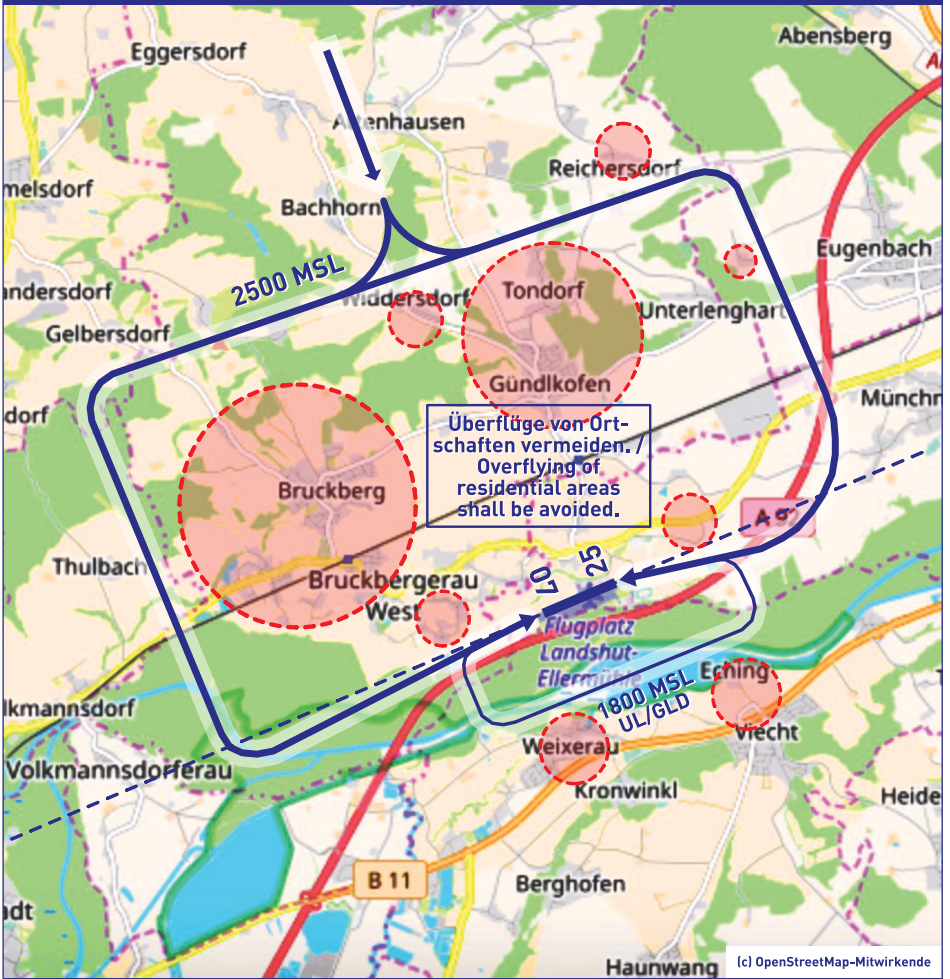 Abensberg
Eggersdorf
Altenhausen
Reichersdorf
melsdorf
Bachhorn
Eugenbach
2500 MSL
andersdorf
Widdersdorf
Tondorf
Unterlenghart
Gelbersdorf
Gündlkofen
Münchn
dorf
Überflüge von Ort-
schaften vermeiden. /
Overflying of
residential areas
shall be avoided.
Bruckberg
A 92
Thulbach
Bruckbergerau
West
07
25
Flugplatz
Landshut-
Ellermühle
Eching
1800 MSL
UL/GLD
lkmannsdorf
Viecht
Weixerau
Volkmannsdorferau
Kronwinkl
Heide
B 11
Berghofen
adt
Haunwang
(c) OpenStreetMap-Mitwirkende